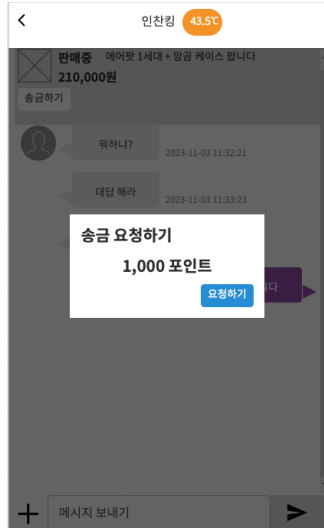 인찬킹 43.5℃
판매중 에어팟 1세대 + 망곰 케이스 팝니다
210,000원
송금하기
뭐하냐?
2023-11-03 11:32:21
대답 해라
2023-11-03 11:33:23
송금 요청하기
1,000 포인트
요청하기
다
메시지 보내기